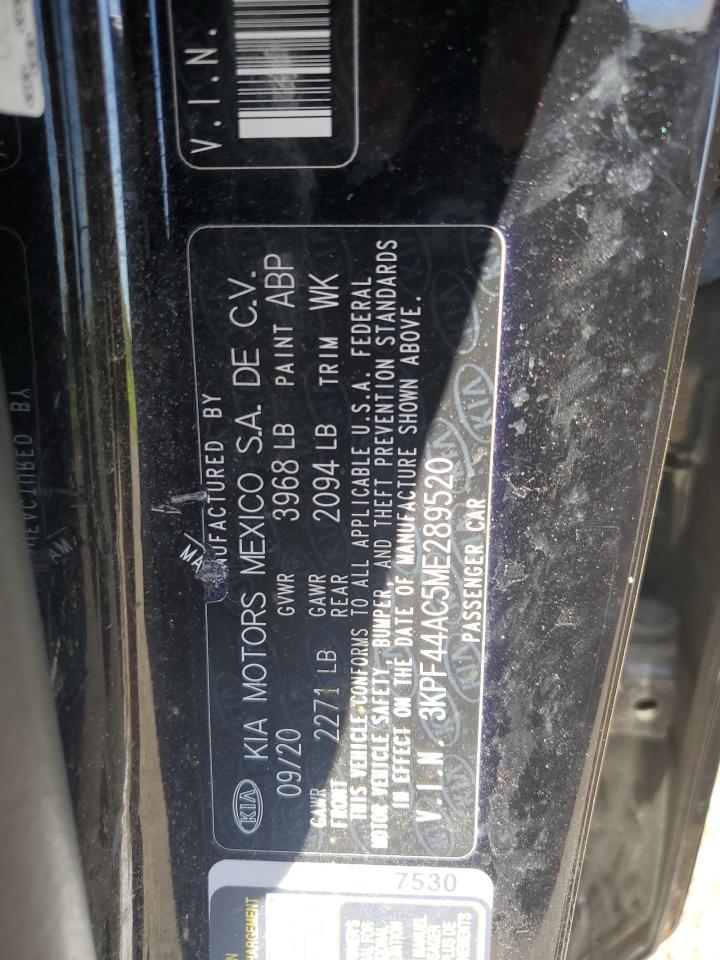 V.I.N.
MANUFACTURED BY
KIA KIA MOTORS MEXICO S.A. DE C.V.
09/20 GVWR 3968 LB PAINT ABP
GAWR FRONT 2271 LB GAWR REAR 2094 LB TRIM WK
THIS VEHICLE CONFORMS TO ALL APPLICABLE U.S.A. FEDERAL
MOTOR VEHICLE SAFETY, BUMPER, AND THEFT PREVENTION STANDARDS
IN EFFECT ON THE DATE OF MANUFACTURE SHOWN ABOVE.
V.I.N. 3KPF44AC5ME289520
PASSENGER CAR
7530